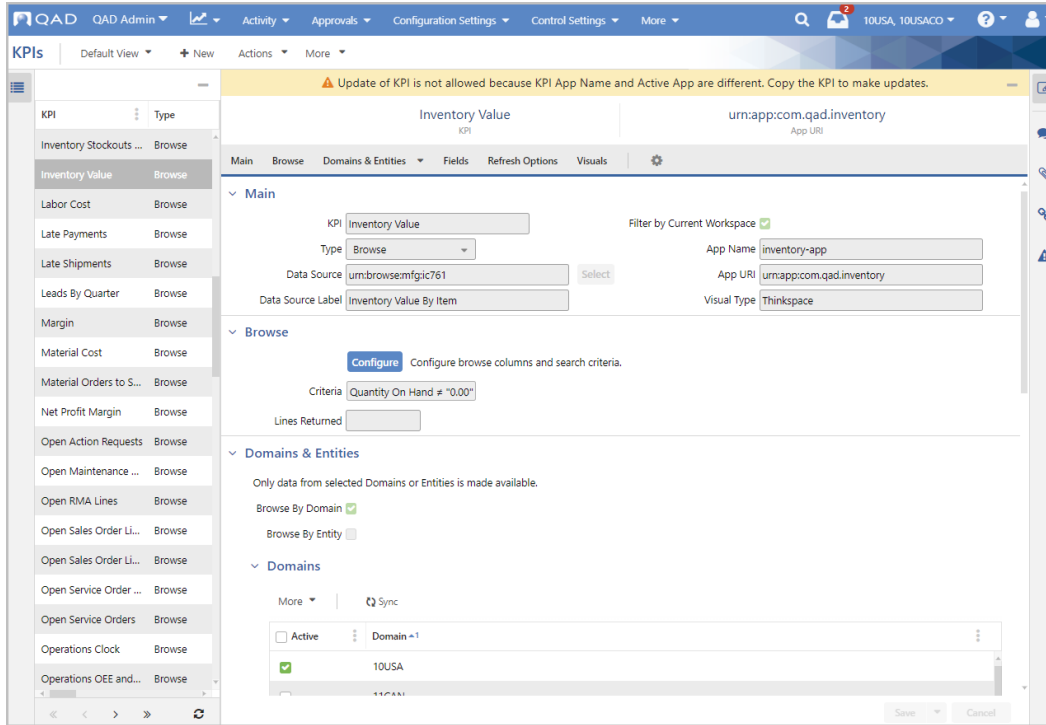 QAD QAD Admin Activity Approvals Configuration Settings Control Settings More 2 10USA, 10USACO
KPIs Default View + New Actions More
Update of KPI is not allowed because KPI App Name and Active App are different. Copy the KPI to make updates.
KPI Type
Inventory Stockouts ... Browse
Inventory Value Browse
Labor Cost Browse
Late Payments Browse
Late Shipments Browse
Leads By Quarter Browse
Margin Browse
Material Cost Browse
Material Orders to S... Browse
Net Profit Margin Browse
Open Action Requests Browse
Open Maintenance ... Browse
Open RMA Lines Browse
Open Sales Order Li... Browse
Open Sales Order Li... Browse
Open Service Order ... Browse
Open Service Orders Browse
Operations Clock Browse
Operations OEE and... Browse
Inventory Value urn:app:com.qad.inventory
KPI App URI
Main Browse Domains & Entities Fields Refresh Options Visuals
Main
KPI Inventory Value Filter by Current Workspace
Type Browse App Name inventory-app
Data Source urn:browse:mfg:ic761 Select App URI urn:app:com.qad.inventory
Data Source Label Inventory Value By Item Visual Type Thinkspace
Browse
Configure Configure browse columns and search criteria.
Criteria Quantity On Hand ≠ "0.00"
Lines Returned
Domains & Entities
Only data from selected Domains or Entities is made available.
Browse By Domain
Browse By Entity
Domains
More Sync
Active Domain 1
10USA
11CAN
Save Cancel